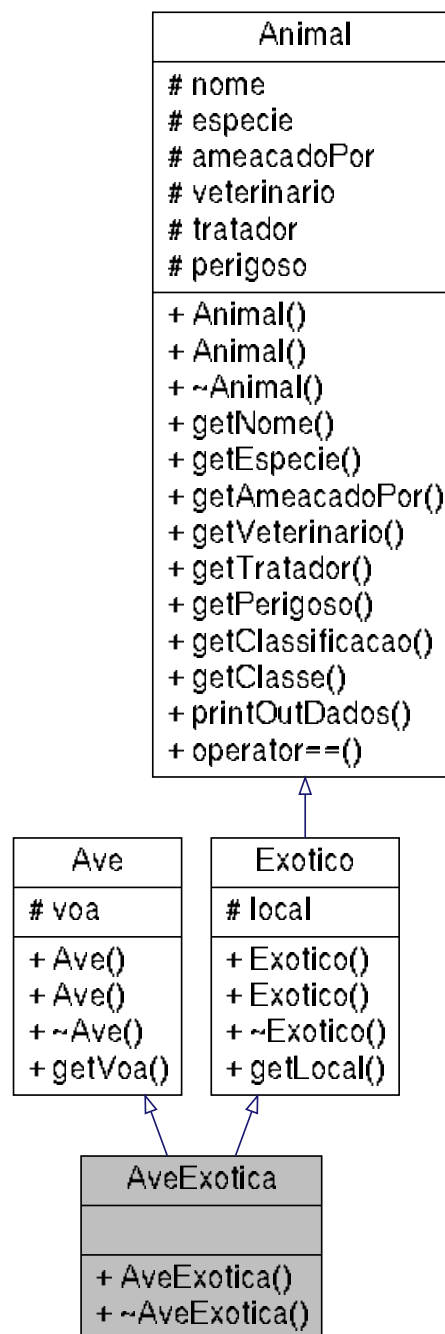 Animal
# nome
# especie
# ameacadoPor
# veterinario
# tratador
# perigoso
+ Animal()
+ Animal()
+ ~Animal()
+ getNome()
+ getEspecie()
+ getAmeacadoPor()
+ getVeterinario()
+ getTratador()
+ getPerigoso()
+ getClassificacao()
+ getClasse()
+ printOutDados()
+ operator==()
Ave
# voa
+ Ave()
+ Ave()
+ ~Ave()
+ getVoa()
Exotico
# local
+ Exotico()
+ Exotico()
+ ~Exotico()
+ getLocal()
AveExotica
+ AveExotica()
+ ~AveExotica()